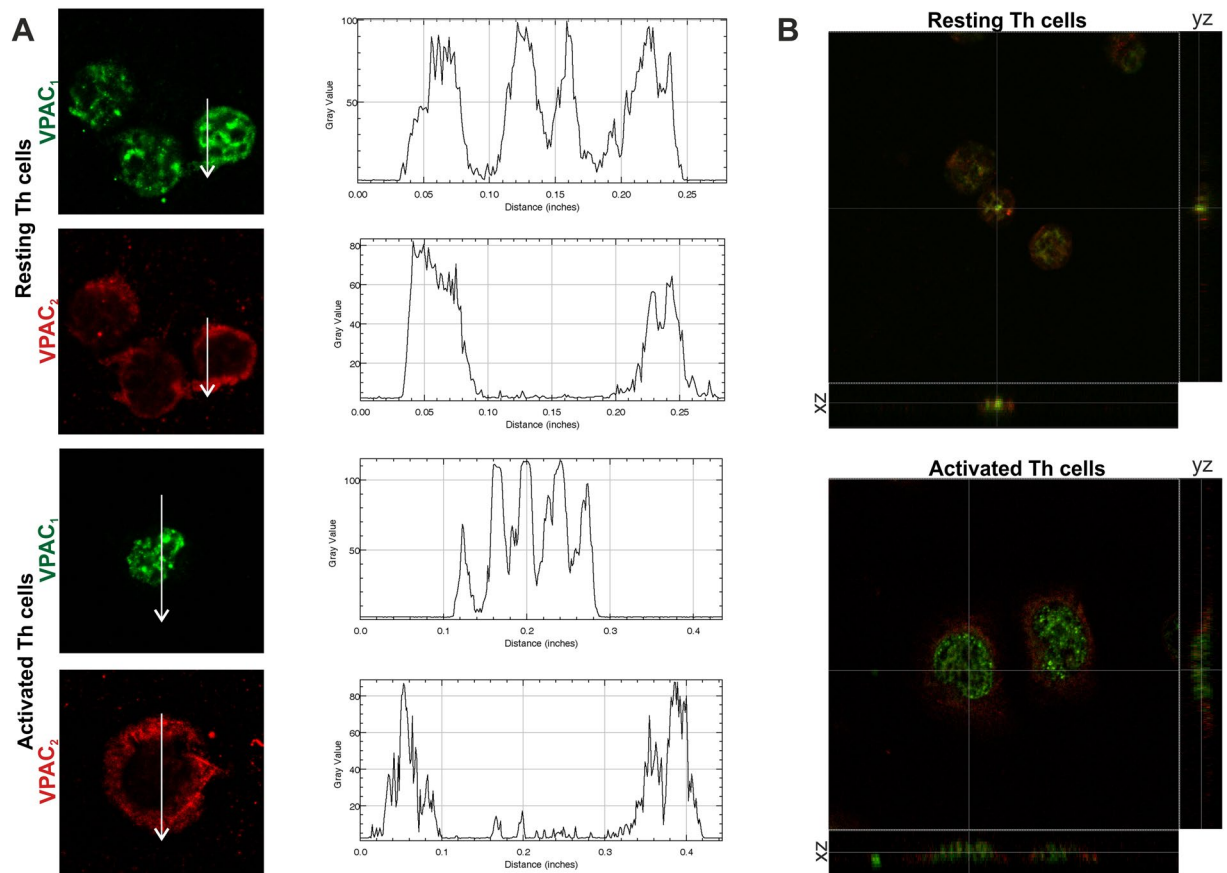 A
Resting Th cells
VPAC1
100
50
0
Gray Value
0.00 0.05 0.10 0.15 0.20 0.25
Distance (inches)
VPAC2
80
60
40
20
Gray Value
0.00 0.05 0.10 0.15 0.20 0.25
Distance (inches)
Activated Th cells
VPAC1
100
50
Gray Value
0.0 0.1 0.2 0.3 0.4
Distance (inches)
VPAC2
80
60
40
20
Gray Value
0.0 0.1 0.2 0.3 0.4
Distance (inches)
B
Resting Th cells
yz
xz
Activated Th cells
yz
xz